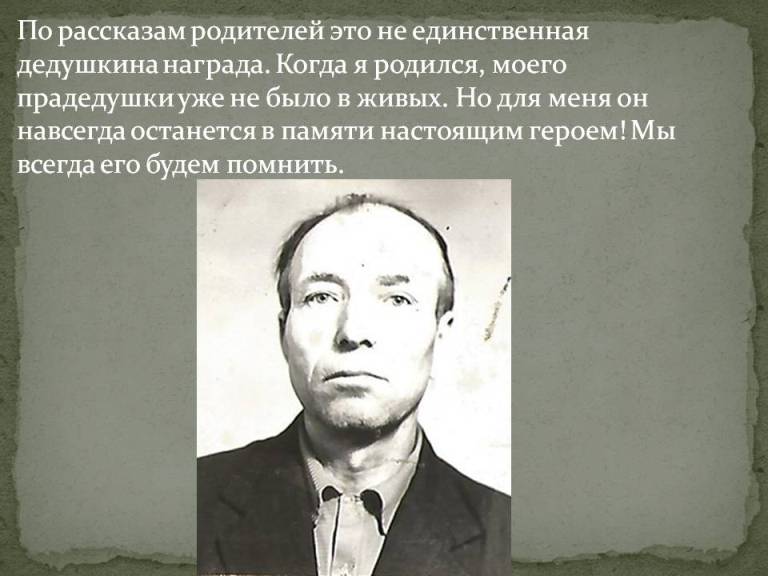 По рассказам родителей это не единственная
дедушкина награда. Когда я родился, моего
прадедушки уже не было в живых. Но для меня он
навсегда останется в памяти настоящим героем! Мы
всегда его будем помнить.